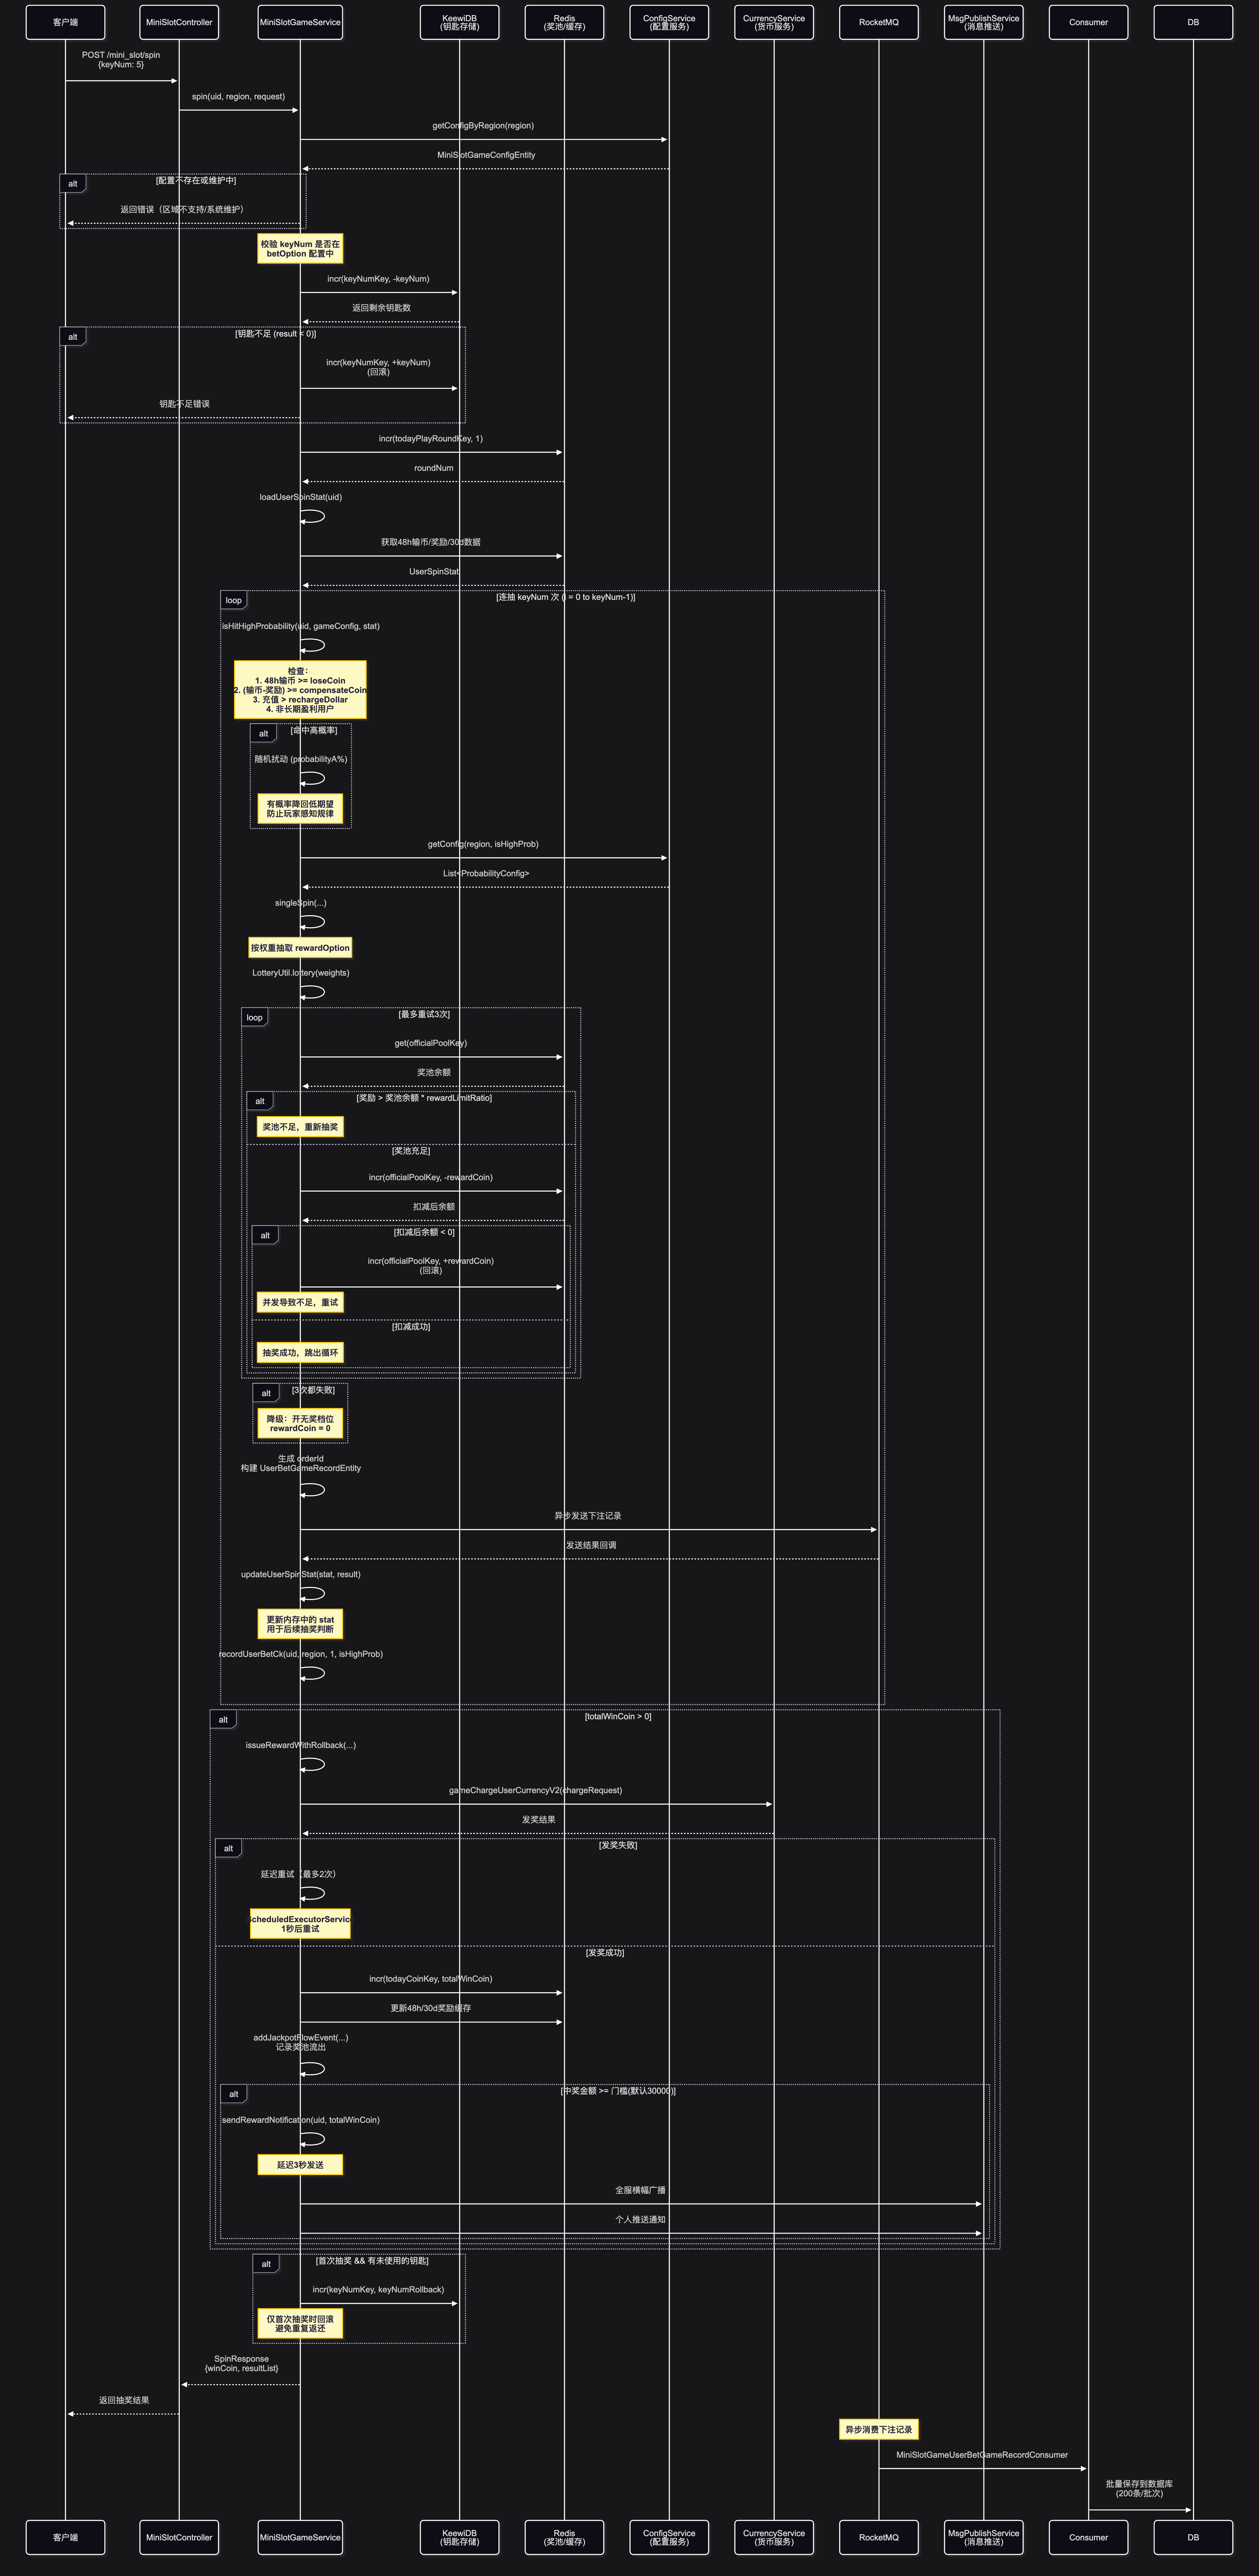 客户端
MiniSlotController
MiniSlotGameService
KeewiDB
(钥匙存储)
Redis
(奖池/缓存)
ConfigService
(配置服务)
CurrencyService
(货币服务)
RocketMQ
MsgPublishService
(消息推送)
Consumer
DB
POST /mini_slot/spin
{keyNum: 5}
spin(uid, region, request)
getConfigByRegion(region)
MiniSlotGameConfigEntity
alt
[配置不存在或维护中]
返回错误（区域不支持/系统维护）
校验 keyNum 是否在
betOption 配置中
incr(keyNumKey, -keyNum)
返回剩余钥匙数
alt
[钥匙不足 (result < 0)]
incr(keyNumKey, +keyNum)
(回滚)
钥匙不足错误
incr(todayPlayRoundKey, 1)
roundNum
loadUserSpinStat(uid)
获取48h输币/奖励/30d数据
UserSpinStat
loop
[连抽 keyNum 次 (i = 0 to keyNum-1)]
isHitHighProbability(uid, gameConfig, stat)
检查：
1. 48h输币 >= loseCoin
2. (输币-奖励) >= compensateCoin
3. 充值 > rechargeDollar
4. 非长期盈利用户
alt
[命中高概率]
随机扰动 (probabilityA%)
有概率降回低期望
防止玩家感知规律
getConfig(region, isHighProb)
List<ProbabilityConfig>
singleSpin(...)
按权重抽取 rewardOption
LotteryUtil.lottery(weights)
loop
[最多重试3次]
get(officialPoolKey)
奖池余额
alt
[奖励 > 奖池余额 * rewardLimitRatio]
奖池不足，重新抽奖
[奖池充足]
incr(officialPoolKey, -rewardCoin)
扣减后余额
alt
[扣减后余额 < 0]
incr(officialPoolKey, +rewardCoin)
(回滚)
并发导致不足，重试
[扣减成功]
抽奖成功，跳出循环
alt
[3次都失败]
降级：开无奖档位
rewardCoin = 0
生成 orderId
构建 UserBetGameRecordEntity
异步发送下注记录
发送结果回调
updateUserSpinStat(stat, result)
更新内存中的 stat
用于后续抽奖判断
recordUserBetCk(uid, region, 1, isHighProb)
alt
[totalWinCoin > 0]
issueRewardWithRollback(...)
gameChargeUserCurrencyV2(chargeRequest)
发奖结果
alt
[发奖失败]
延迟重试（最多2次）
cheduledExecutorService
1秒后重试
[发奖成功]
incr(todayCoinKey, totalWinCoin)
更新48h/30d奖励缓存
addJackpotFlowEvent(...)
记录奖池流出
alt
[中奖金额 >= 门槛(默认30000)]
sendRewardNotification(uid, totalWinCoin)
延迟3秒发送
全服横幅广播
个人推送通知
alt
[首次抽奖 && 有未使用的钥匙]
incr(keyNumKey, keyNumRollback)
仅首次抽奖时回滚
避免重复返还
SpinResponse
{winCoin, resultList}
返回抽奖结果
异步消费下注记录
MiniSlotGameUserBetGameRecordConsumer
批量保存到数据库
(200条/批次)
客户端
MiniSlotController
MiniSlotGameService
KeewiDB
(钥匙存储)
Redis
(奖池/缓存)
ConfigService
(配置服务)
CurrencyService
(货币服务)
RocketMQ
MsgPublishService
(消息推送)
Consumer
DB